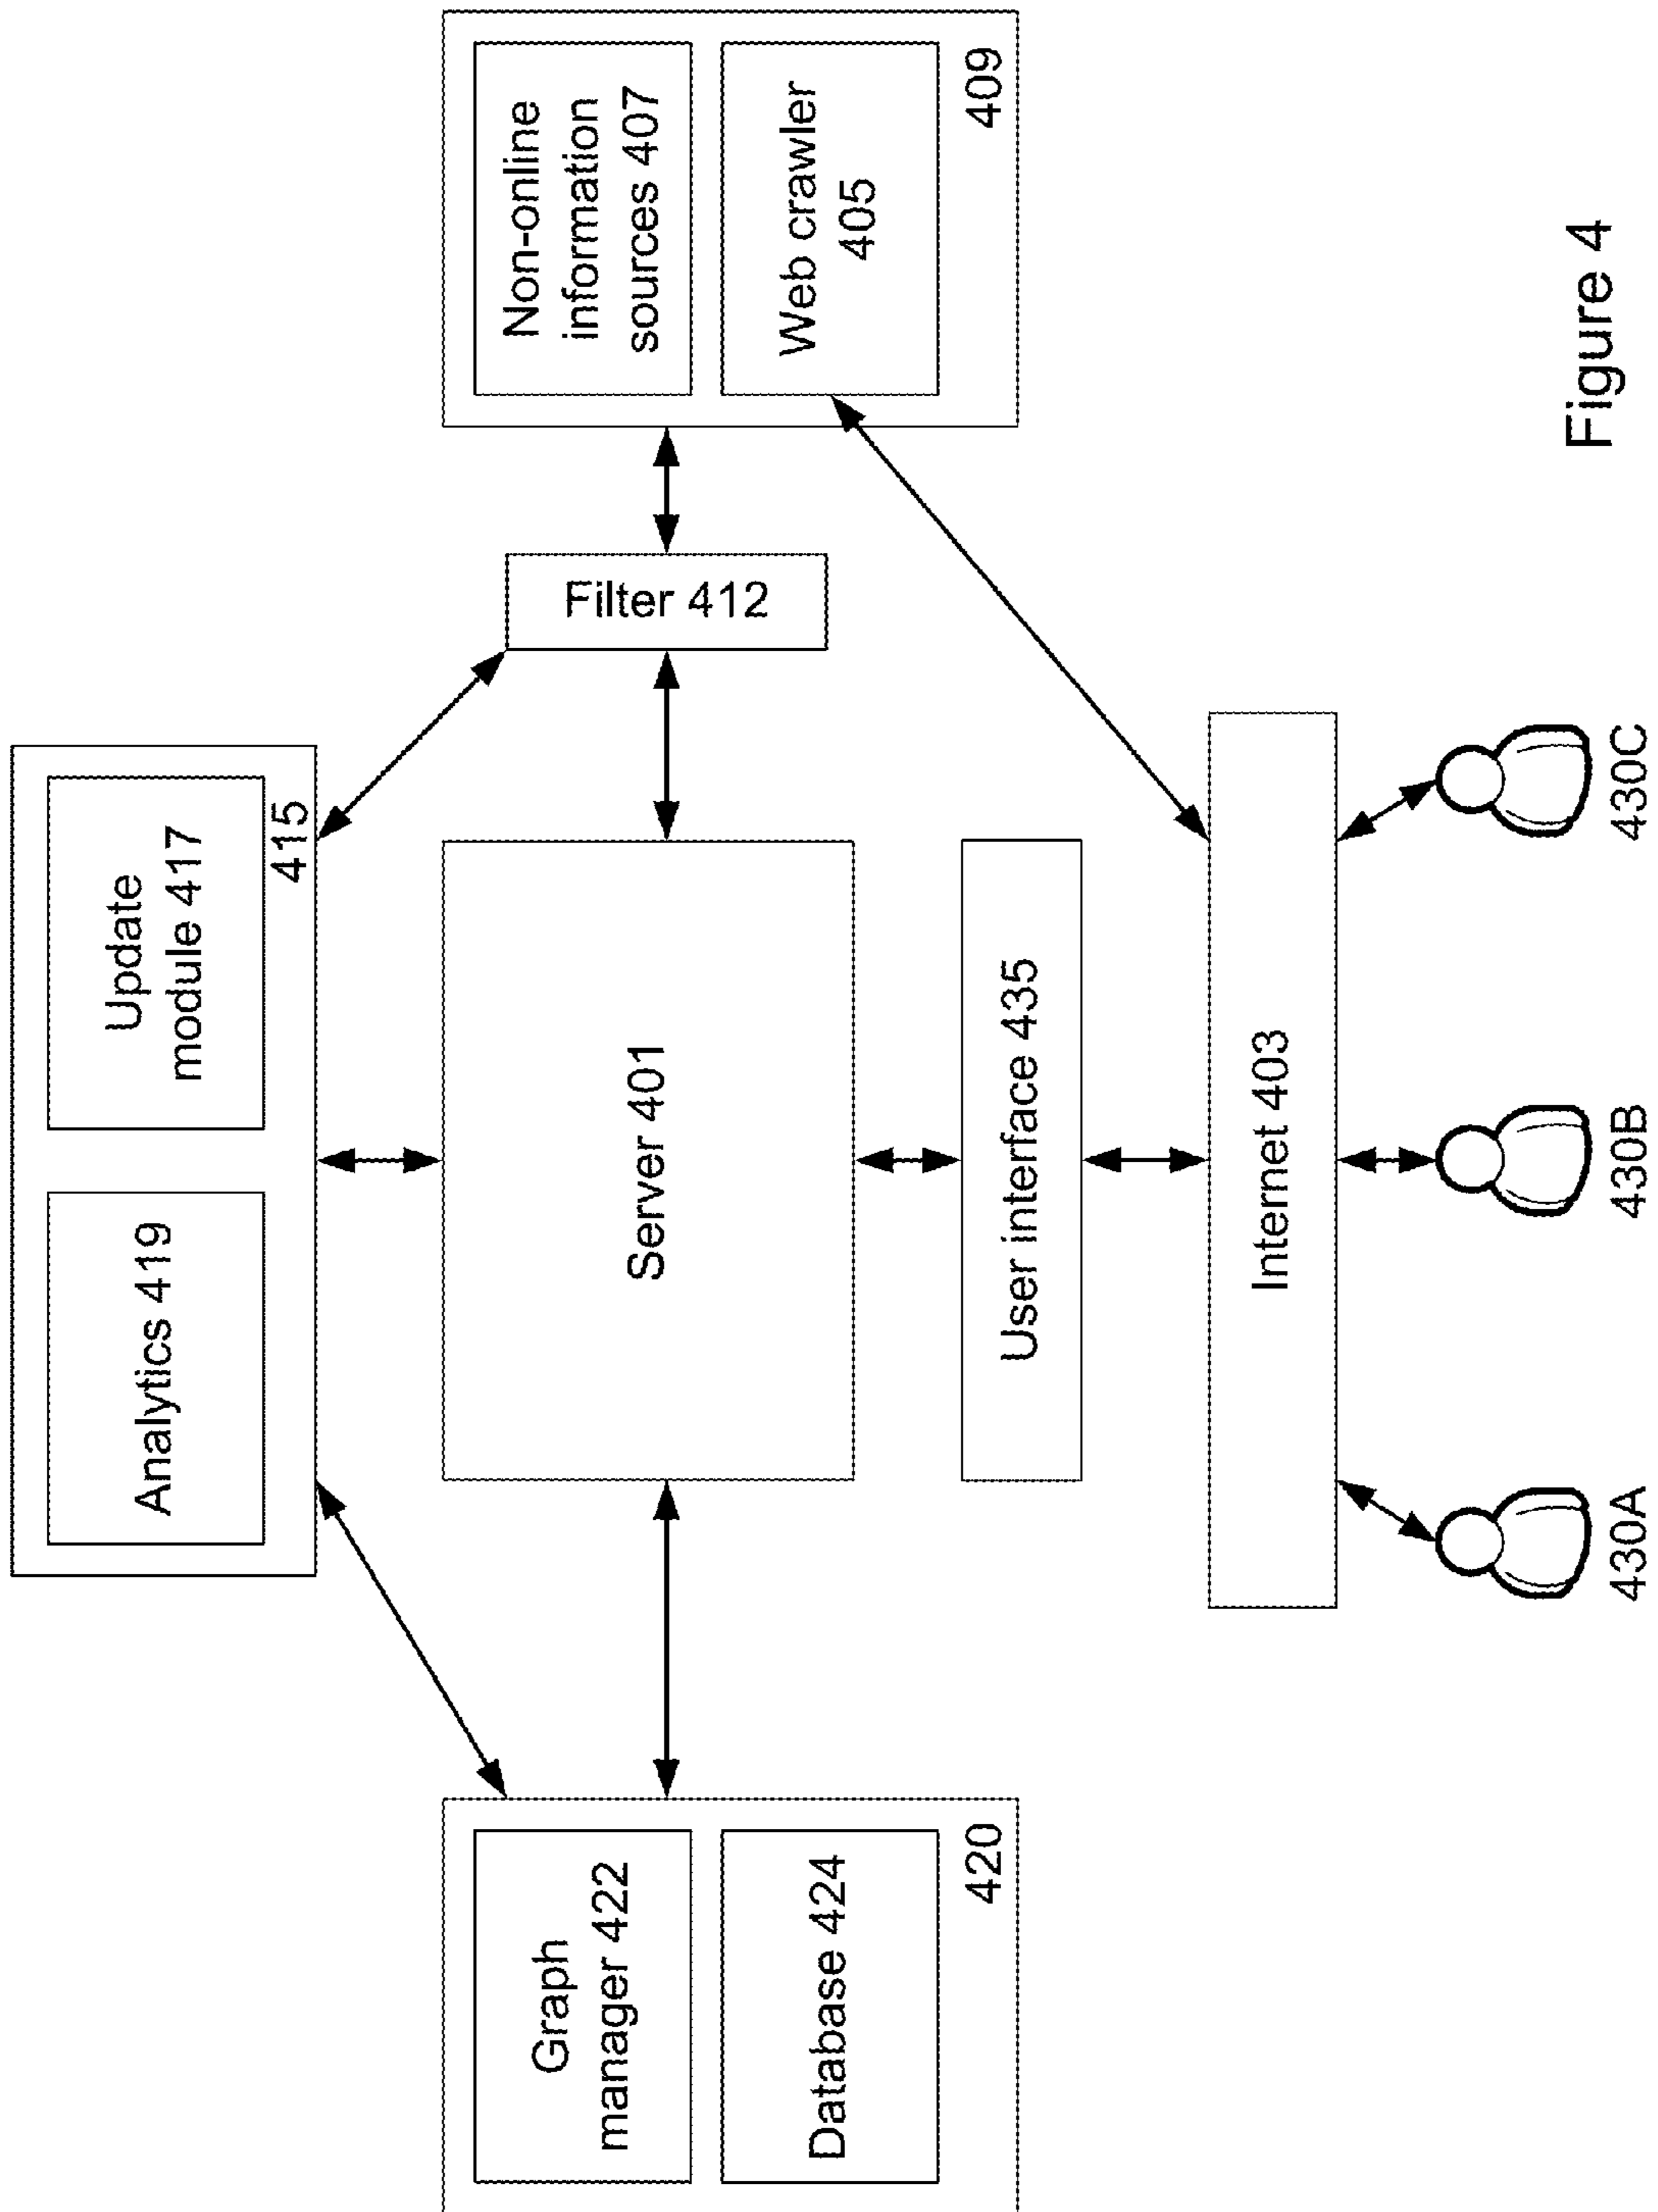 Analytics 419
Update
module 417
415
Graph
manager 422
Database 424
420
Server 401
Filter 412
Non-online
information
sources 407
Web crawler
405
409
User interface 435
Internet 403
430A
430B
430C
Figure 4